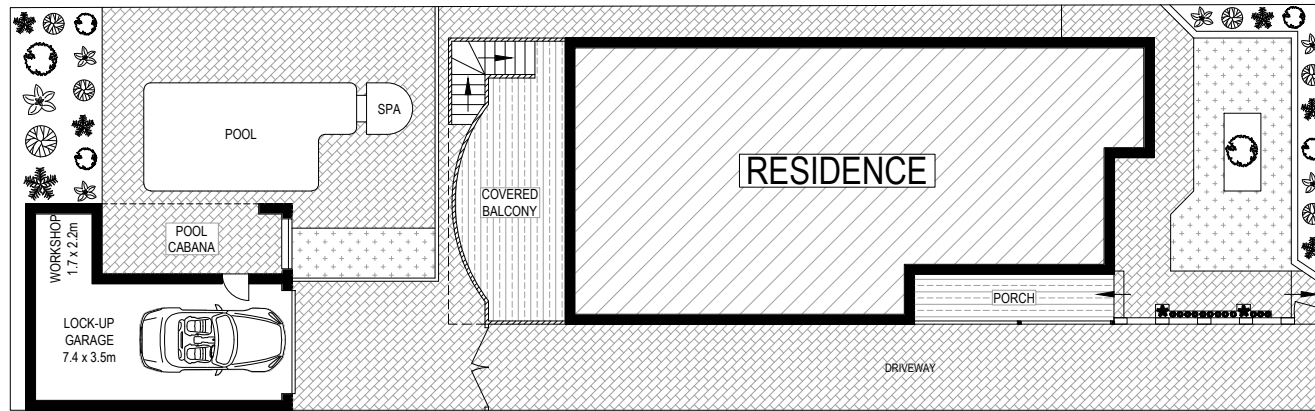 SPA
POOL
RESIDENCE
COVERED
BALCONY
POOL
CABANA
WORKSHOP
1.7 x 2.2m
PORCH
LOCK-UP
GARAGE
7.4 x 3.5m
DRIVEWAY